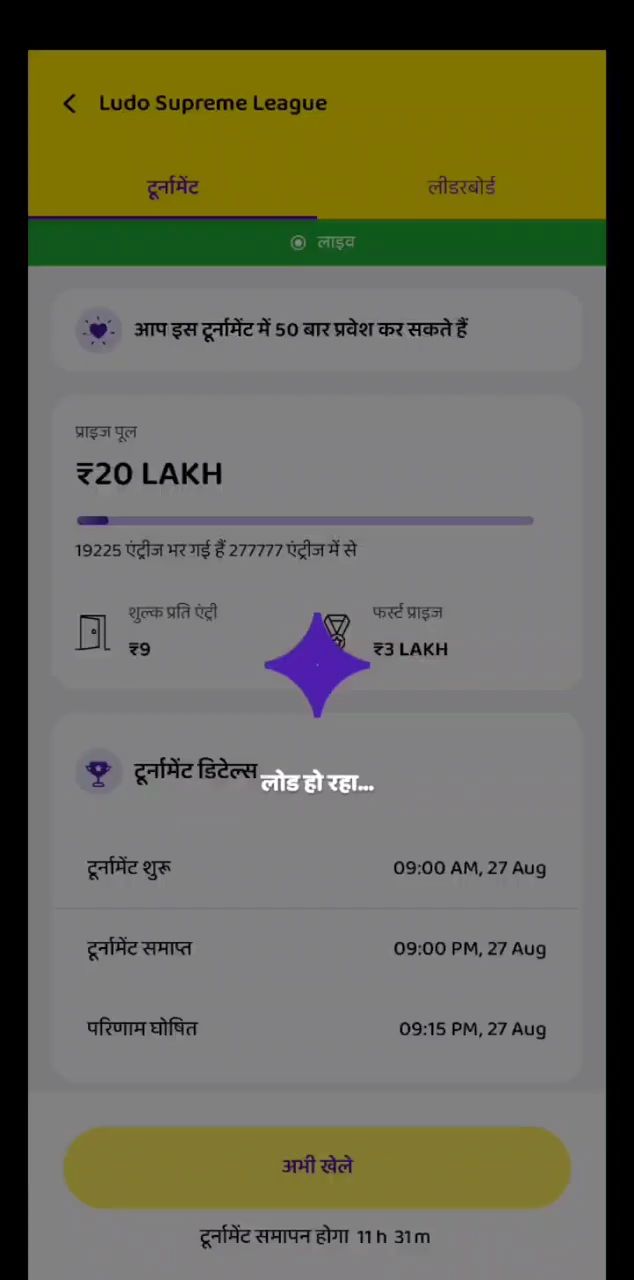 Ludo Supreme League
टूर्नामेंट
लीडरबोर्ड
लाइव
आप इस टूर्नामेंट में 50 बार प्रवेश कर सकते हैं
प्राइज पूल
₹20 LAKH
19225 एंट्रीज भर गई हैं 277777 एंट्रीज में से
शुल्क प्रति एंट्री
₹9
फर्स्ट प्राइज
₹3 LAKH
टूर्नामेंट डिटेल्स
लोड हो रहा...
टूर्नामेंट शुरू 09:00 AM, 27 Aug
टूर्नामेंट समाप्त 09:00 PM, 27 Aug
परिणाम घोषित 09:15 PM, 27 Aug
अभी खेले
टूर्नामेंट समापन होगा 11 h 31 m